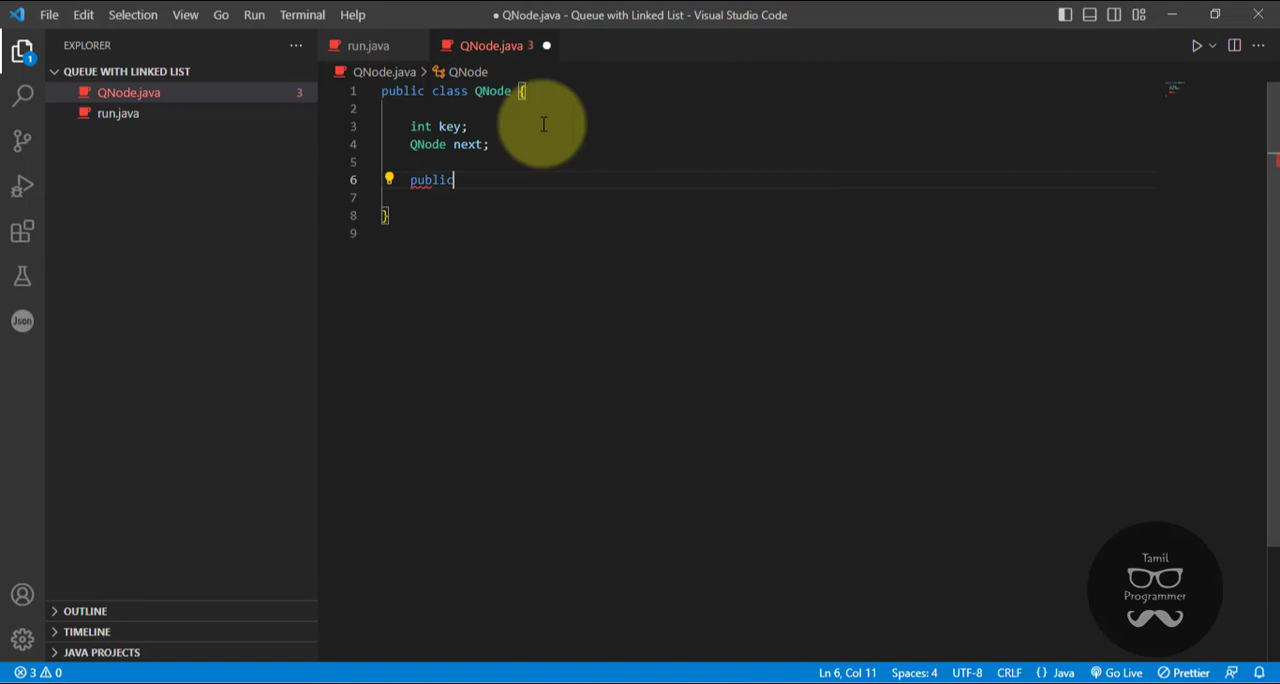 File Edit Selection View Go Run Terminal Help
● QNode.java - Queue with Linked List - Visual Studio Code
EXPLORER
QUEUE WITH LINKED LIST
QNode.java 3
run.java
run.java
QNode.java 3
QNode.java > QNode
1 public class QNode {
2
3 int key;
4 QNode next;
5
6 public
7
8 }
9
1
Json
Tamil
Programmer
OUTLINE
TIMELINE
JAVA PROJECTS
3 0
Ln 6, Col 11 Spaces: 4 UTF-8 CRLF {} Java Go Live Prettier